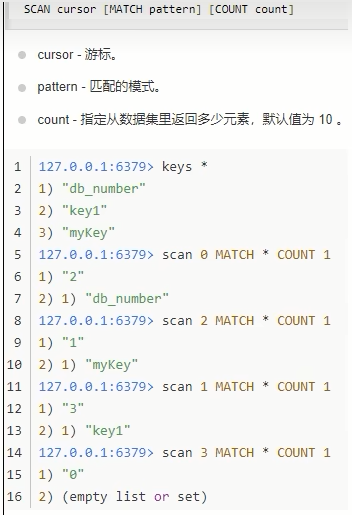 SCAN cursor [MATCH pattern] [COUNT count]
cursor - 游标。
pattern - 匹配的模式。
count - 指定从数据集里返回多少元素，默认值为 10 。
1 127.0.0.1:6379> keys *
2 1) "db_number"
3 2) "key1"
4 3) "myKey"
5 127.0.0.1:6379> scan 0 MATCH * COUNT 1
6 1) "2"
7 2) 1) "db_number"
8 127.0.0.1:6379> scan 2 MATCH * COUNT 1
9 1) "1"
10 2) 1) "myKey"
11 127.0.0.1:6379> scan 1 MATCH * COUNT 1
12 1) "3"
13 2) 1) "key1"
14 127.0.0.1:6379> scan 3 MATCH * COUNT 1
15 1) "0"
16 2) (empty list or set)